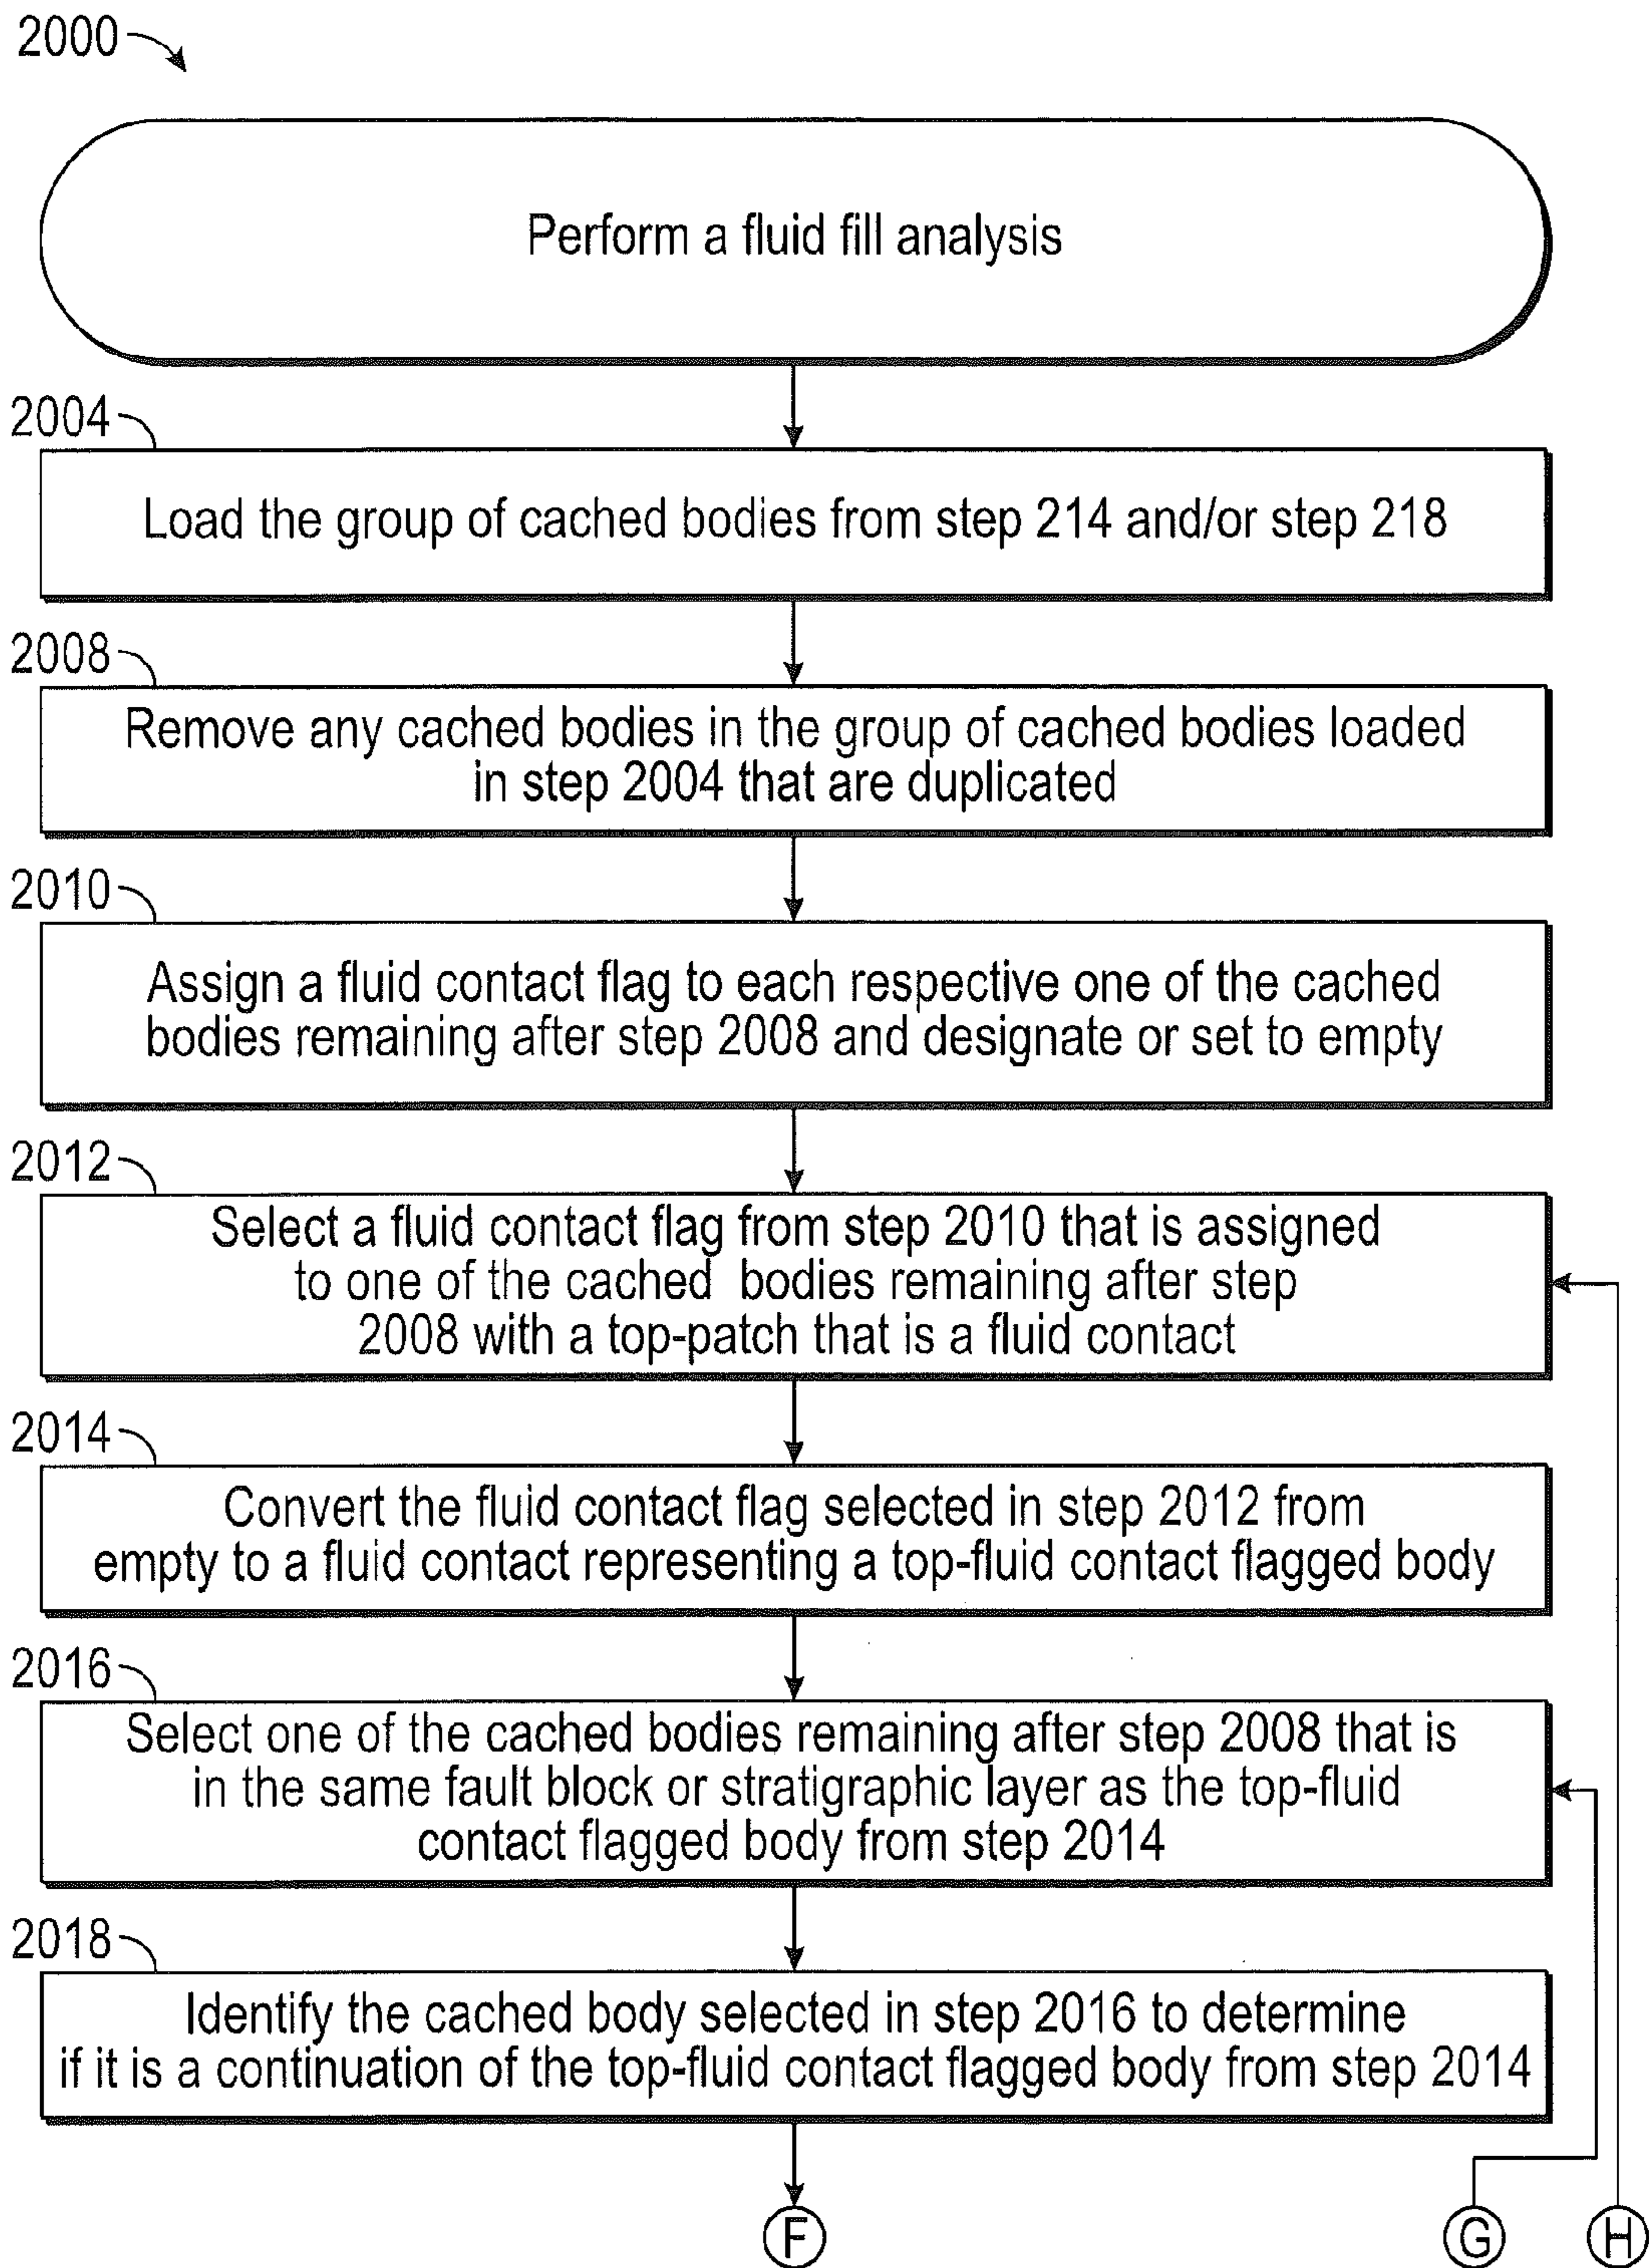 2000
Perform a fluid fill analysis
2004
Load the group of cached bodies from step 214 and/or step 218
2008
Remove any cached bodies in the group of cached bodies loaded
in step 2004 that are duplicated
2010
Assign a fluid contact flag to each respective one of the cached
bodies remaining after step 2008 and designate or set to empty
2012
Select a fluid contact flag from step 2010 that is assigned
to one of the cached bodies remaining after step
2008 with a top-patch that is a fluid contact
2014
Convert the fluid contact flag selected in step 2012 from
empty to a fluid contact representing a top-fluid contact flagged body
2016
Select one of the cached bodies remaining after step 2008 that is
in the same fault block or stratigraphic layer as the top-fluid
contact flagged body from step 2014
2018
Identify the cached body selected in step 2016 to determine
if it is a continuation of the top-fluid contact flagged body from step 2014
F
G
H